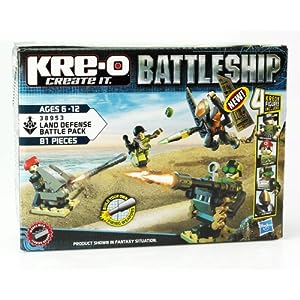 KRE-O BATTLESHIP
CREATE IT.
AGES 6-12
38953
LAND DEFENSE
BATTLE PACK
81 PIECES
NEW!
4
PRODUCT SHOWN IN FANTASY SITUATION.
Hasbro